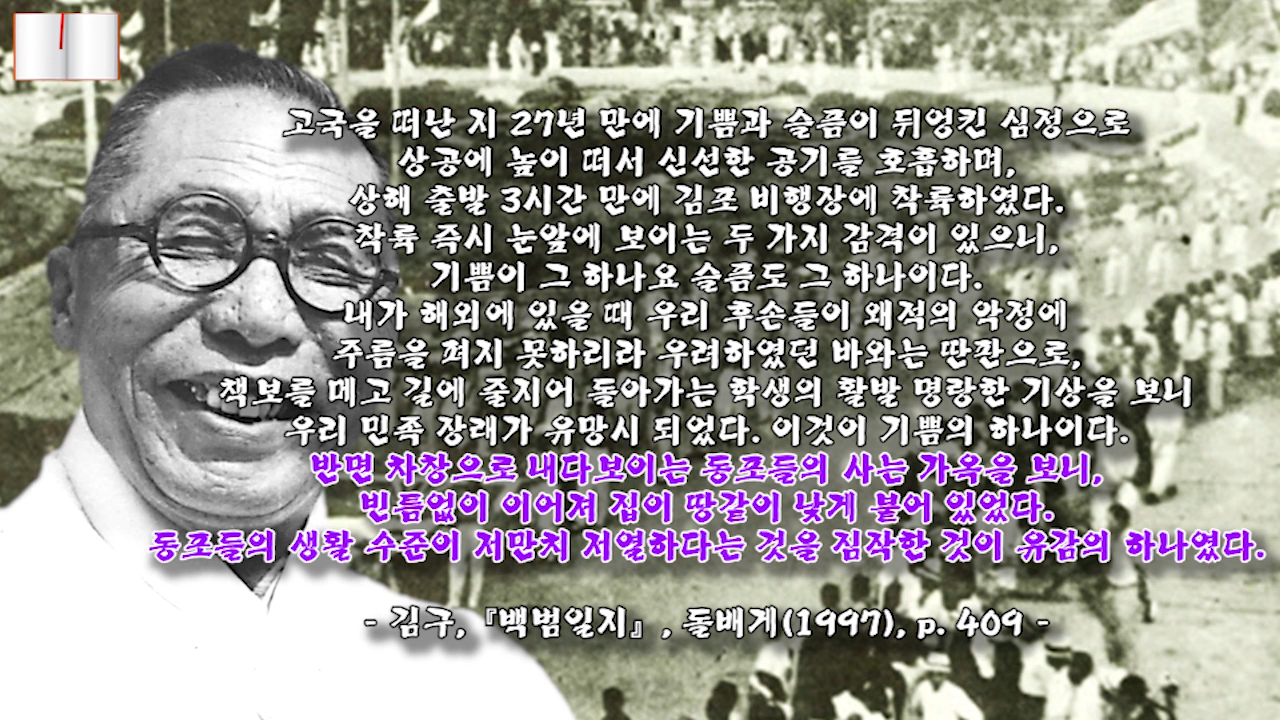 고국을 떠난 지 27년 만에 기쁨과 슬픔이 뒤엉킨 심정으로
상공에 높이 떠서 신선한 공기를 호흡하며,
상해 출발 3시간 만에 김포 비행장에 착륙하였다.
착륙 즉시 눈앞에 보이는 두 가지 감격이 있으니,
기쁨이 그 하나요 슬픔도 그 하나이다.
내가 해외에 있을 때 우리 후손들이 왜적의 악정에
주름을 펴지 못하리라 우려하였던 바와는 딴판으로,
책보를 메고 길에 줄지어 돌아가는 학생의 활발 명랑한 기상을 보니
우리 민족 장래가 유망시 되었다. 이것이 기쁨의 하나이다.
반면 차창으로 내다보이는 동포들의 사는 가옥을 보니,
빈틈없이 이어져 집이 땅같이 낮게 붙어 있었다.
동포들의 생활 수준이 저만치 저열하다는 것을 짐작한 것이 유감의 하나였다.
- 김구, 『백범일지』, 돌배게(1997), p. 409 -